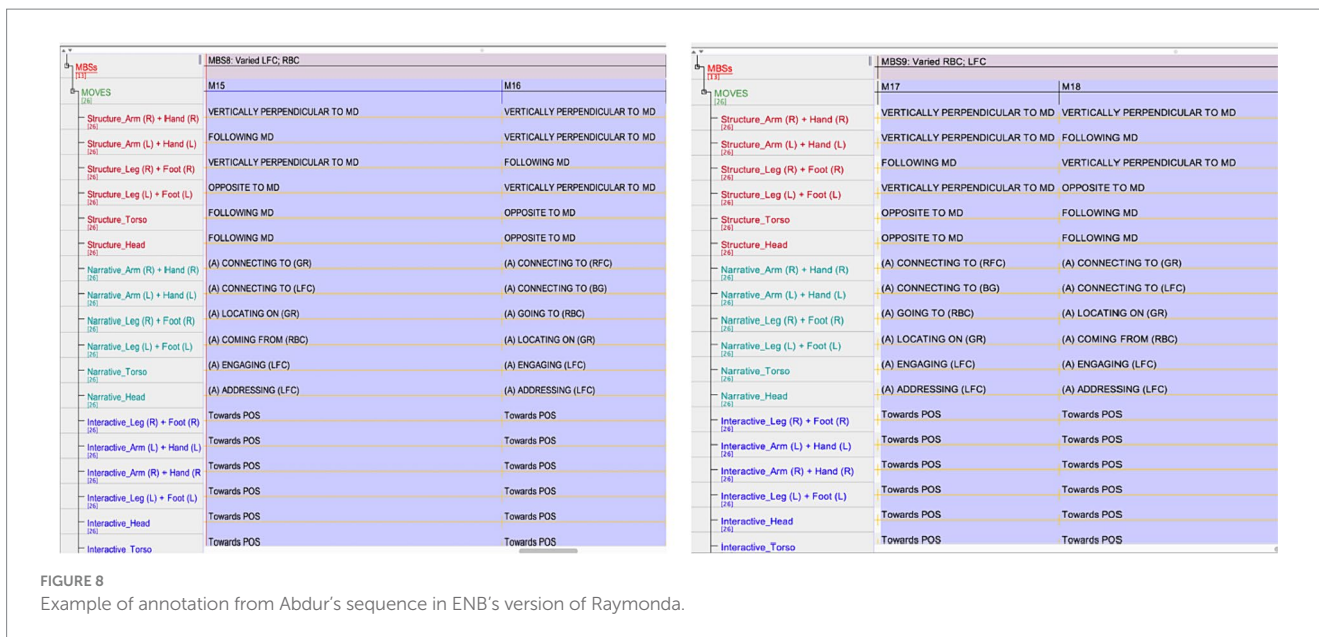 MBSs
[13]
MBS8: Varied LFC; RBC
MOVES
[26]
M15 M16
Structure_Arm (R) + Hand (R)
[26]
VERTICALLY PERPENDICULAR TO MD VERTICALLY PERPENDICULAR TO MD
Structure_Arm (L) + Hand (L)
[26]
FOLLOWING MD VERTICALLY PERPENDICULAR TO MD
Structure_Leg (R) + Foot (R)
[26]
VERTICALLY PERPENDICULAR TO MD FOLLOWING MD
Structure_Leg (L) + Foot (L)
[26]
OPPOSITE TO MD VERTICALLY PERPENDICULAR TO MD
Structure_Torso
[26]
FOLLOWING MD OPPOSITE TO MD
Structure_Head
[26]
FOLLOWING MD OPPOSITE TO MD
Narrative_Arm (R) + Hand (R)
[26]
(A) CONNECTING TO (GR) (A) CONNECTING TO (RFC)
Narrative_Arm (L) + Hand (L)
[26]
(A) CONNECTING TO (LFC) (A) CONNECTING TO (BG)
Narrative_Leg (R) + Foot (R)
[26]
(A) LOCATING ON (GR) (A) GOING TO (RBC)
Narrative_Leg (L) + Foot (L)
[26]
(A) COMING FROM (RBC) (A) LOCATING ON (GR)
Narrative_Torso
[26]
(A) ENGAGING (LFC) (A) ENGAGING (LFC)
Narrative_Head
[26]
(A) ADDRESSING (LFC) (A) ADDRESSING (LFC)
Interactive_Leg (R) + Foot (R)
[26]
Towards POS Towards POS
Interactive_Arm (L) + Hand (L)
[26]
Towards POS Towards POS
Interactive_Arm (R) + Hand (R
[26]
Towards POS Towards POS
Interactive_Leg (L) + Foot (L)
[26]
Towards POS Towards POS
Interactive_Head
[26]
Towards POS Towards POS
Interactive_Torso
Towards POS Towards POS
MBSs
[13]
MBS9: Varied RBC; LFC
MOVES
[26]
M17 M18
Structure_Arm (R) + Hand (R)
[26]
VERTICALLY PERPENDICULAR TO MD VERTICALLY PERPENDICULAR TO MD
Structure_Arm (L) + Hand (L)
[26]
VERTICALLY PERPENDICULAR TO MD FOLLOWING MD
Structure_Leg (R) + Foot (R)
[26]
FOLLOWING MD VERTICALLY PERPENDICULAR TO MD
Structure_Leg (L) + Foot (L)
[26]
VERTICALLY PERPENDICULAR TO MD OPPOSITE TO MD
Structure_Torso
[26]
OPPOSITE TO MD FOLLOWING MD
Structure_Head
[26]
OPPOSITE TO MD FOLLOWING MD
Narrative_Arm (R) + Hand (R)
[26]
(A) CONNECTING TO (RFC) (A) CONNECTING TO (GR)
Narrative_Arm (L) + Hand (L)
[26]
(A) CONNECTING TO (BG) (A) CONNECTING TO (LFC)
Narrative_Leg (R) + Foot (R)
[26]
(A) GOING TO (RBC) (A) LOCATING ON (GR)
Narrative_Leg (L) + Foot (L)
[26]
(A) LOCATING ON (GR) (A) COMING FROM (RBC)
Narrative_Torso
[26]
(A) ENGAGING (LFC) (A) ENGAGING (LFC)
Narrative_Head
[26]
(A) ADDRESSING (LFC) (A) ADDRESSING (LFC)
Interactive_Leg (R) + Foot (R)
[26]
Towards POS Towards POS
Interactive_Arm (L) + Hand (L)
[26]
Towards POS Towards POS
Interactive_Arm (R) + Hand (R)
[26]
Towards POS Towards POS
Interactive_Leg (L) + Foot (L)
[26]
Towards POS Towards POS
Interactive_Head
[26]
Towards POS Towards POS
Interactive_Torso
Towards POS Towards POS
FIGURE 8
Example of annotation from Abdur's sequence in ENB's version of Raymonda.